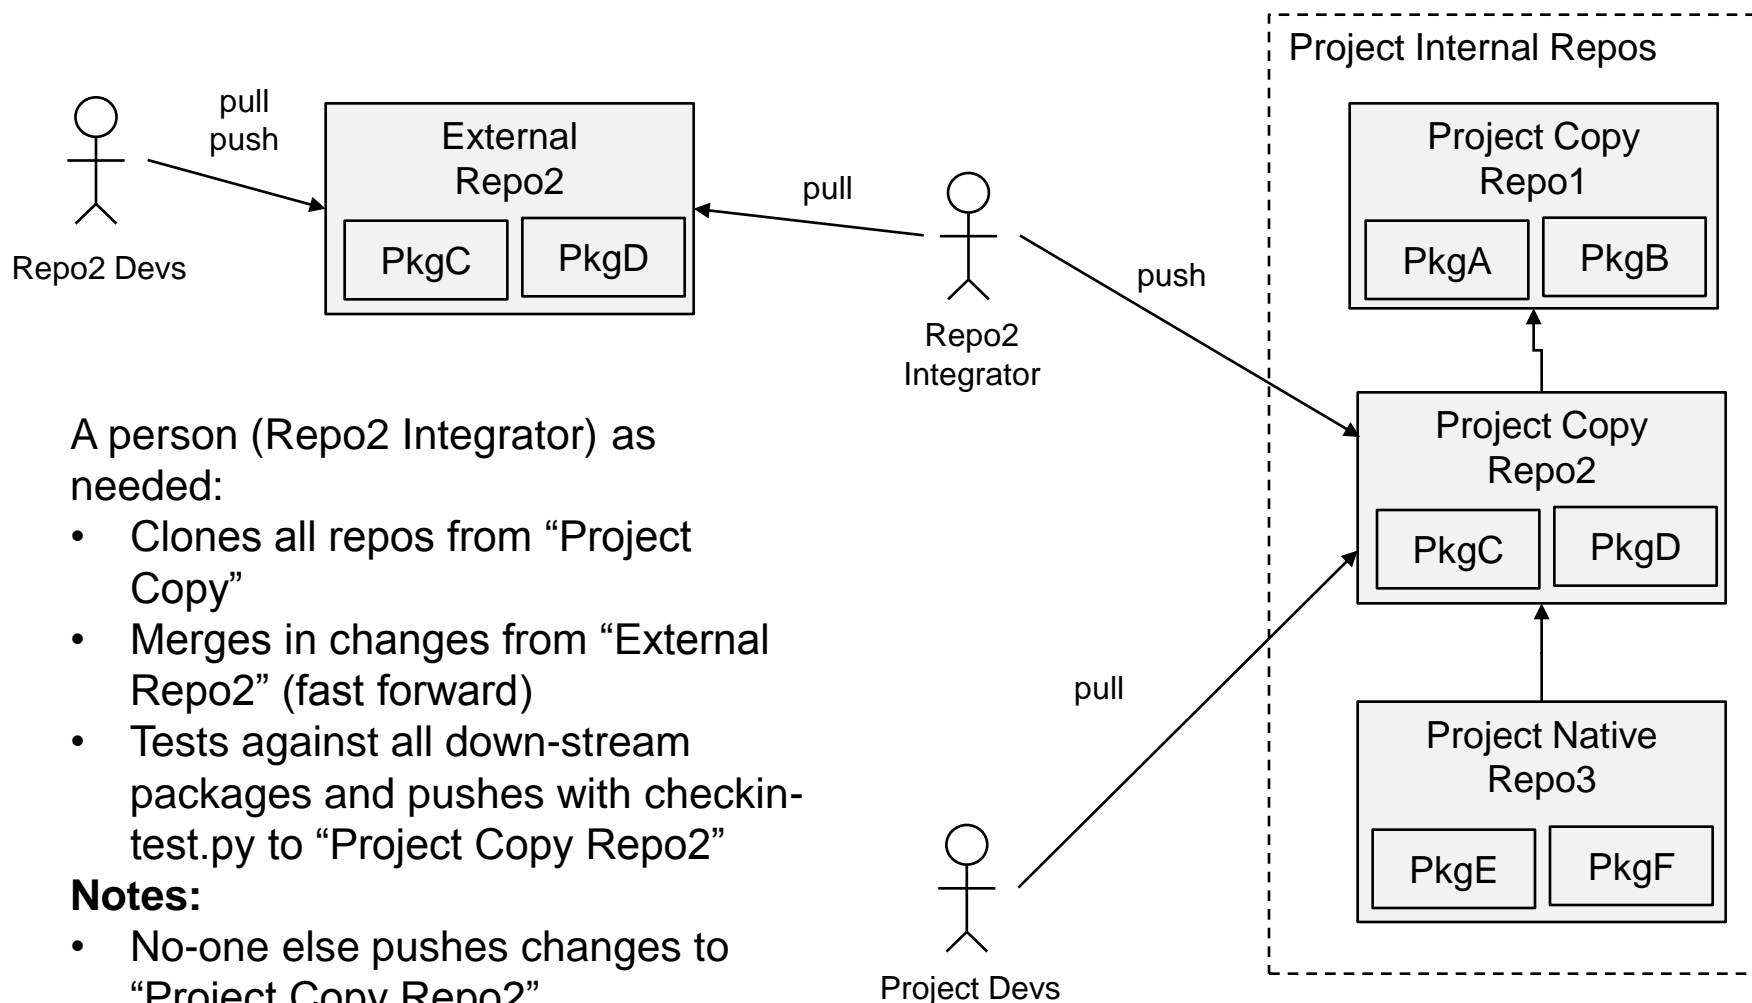 Project Internal Repos
pull
push
External
Repo2
PkgC
PkgD
Repo2 Devs
pull
Repo2
Integrator
push
Project Copy
Repo1
PkgA
PkgB
Project Copy
Repo2
PkgC
PkgD
pull
Project Devs
Project Native
Repo3
PkgE
PkgF
A person (Repo2 Integrator) as
needed:
• Clones all repos from “Project
Copy”
• Merges in changes from “External
Repo2” (fast forward)
• Tests against all down-stream
packages and pushes with checkin-
test.py to “Project Copy Repo2”
Notes:
• No-one else pushes changes to
“Project Copy Repo2”